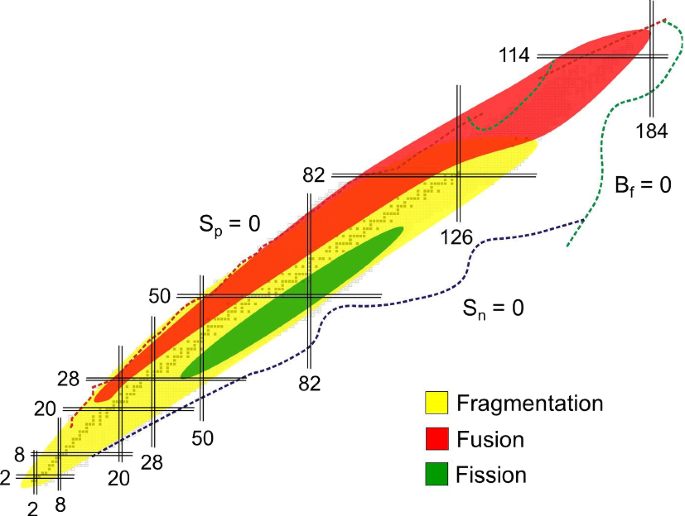 114
184
82
B_f = 0
S_p = 0
126
50
S_n = 0
28
82
20
50
8
28
20
2
8
2
Fragmentation
Fusion
Fission